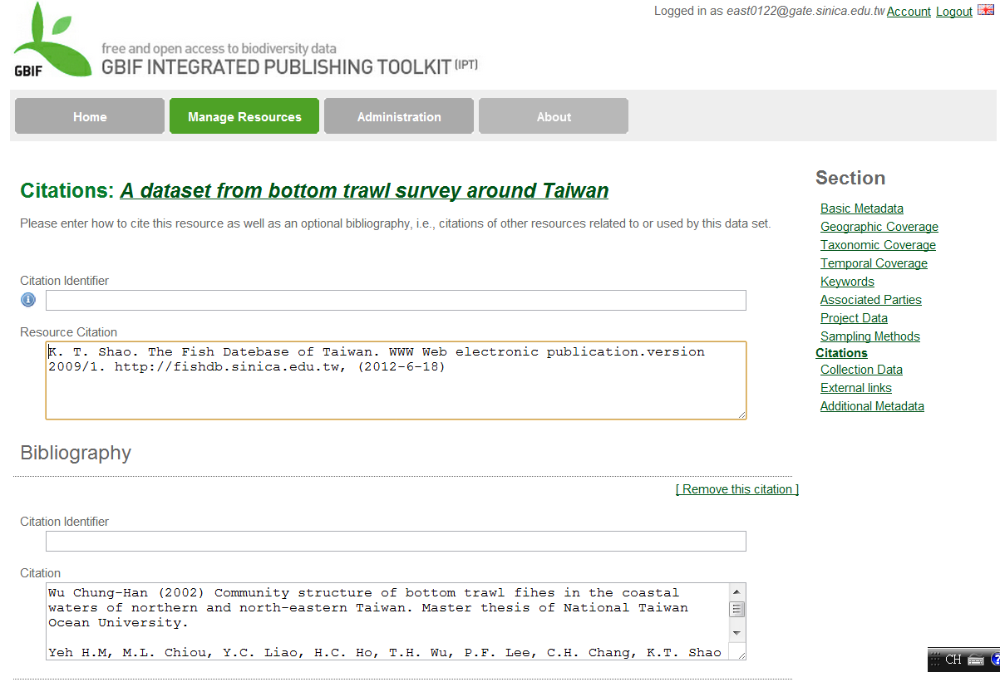 Logged in as east0122@gate.sinica.edu.tw Account Logout
GBIF
free and open access to biodiversity data
GBIF INTEGRATED PUBLISHING TOOLKIT (IPT)
Home Manage Resources Administration About
Citations: A dataset from bottom trawl survey around Taiwan
Please enter how to cite this resource as well as an optional bibliography, i.e., citations of other resources related to or used by this data set.
Citation Identifier
Resource Citation
K. T. Shao. The Fish Datebase of Taiwan. WWW Web electronic publication.version
2009/1. http://fishdb.sinica.edu.tw, (2012-6-18)
Bibliography
[ Remove this citation ]
Citation Identifier
Citation
Wu Chung-Han (2002) Community structure of bottom trawl fihes in the coastal
waters of northern and north-eastern Taiwan. Master thesis of National Taiwan
Ocean University.
Yeh H.M, M.L. Chiou, Y.C. Liao, H.C. Ho, T.H. Wu, P.F. Lee, C.H. Chang, K.T. Shao
Section
Basic Metadata
Geographic Coverage
Taxonomic Coverage
Temporal Coverage
Keywords
Associated Parties
Project Data
Sampling Methods
Citations
Collection Data
External links
Additional Metadata
CH